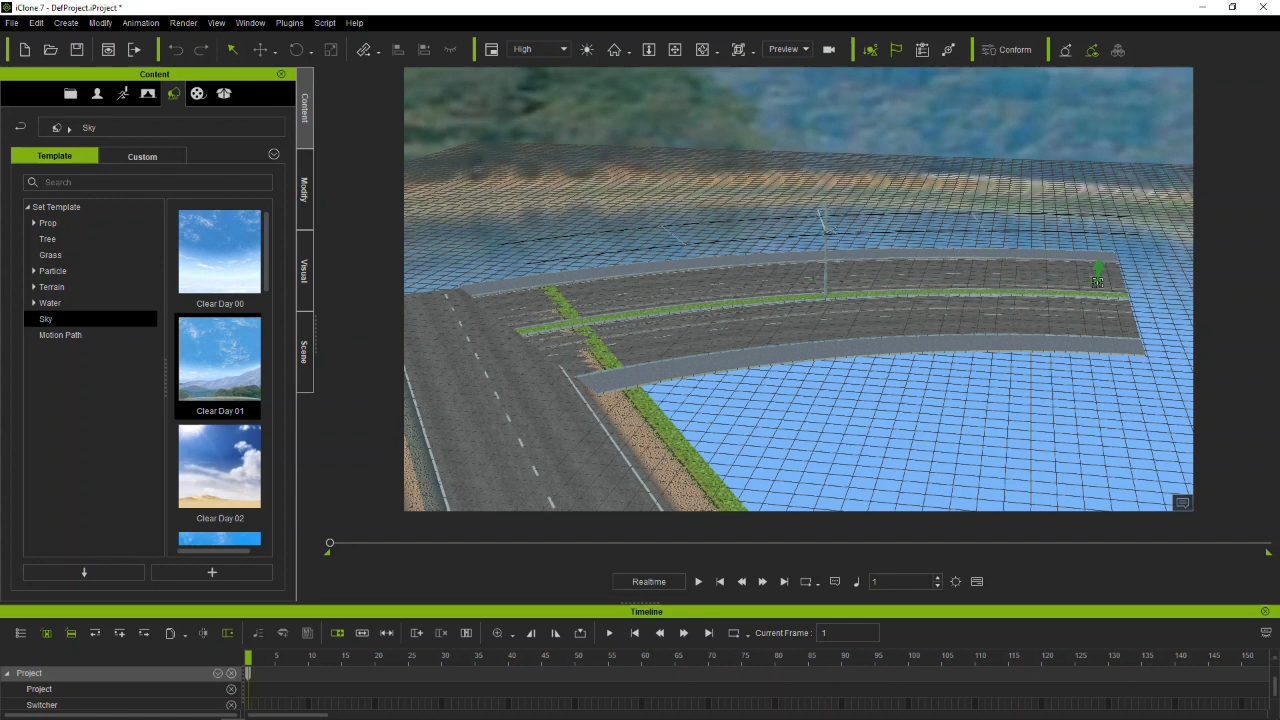 iClone 7 - DefProject.iProject *
File Edit Create Modify Animation Render View Window Plugins Script Help
High
Preview
Conform
Content
Sky
Template
Custom
Search
Set Template
Prop
Tree
Grass
Particle
Terrain
Water
Sky
Motion Path
Clear Day 00
Clear Day 01
Clear Day 02
Content
Modify
Visual
Scene
Realtime
1
Timeline
Current Frame :
1
5 10 15 20 25 30 35 40 45 50 55 60 65 70 75 80 85 90 95 100 105 110 115 120 125 130 135 140 145 150
Project
Project
Switcher